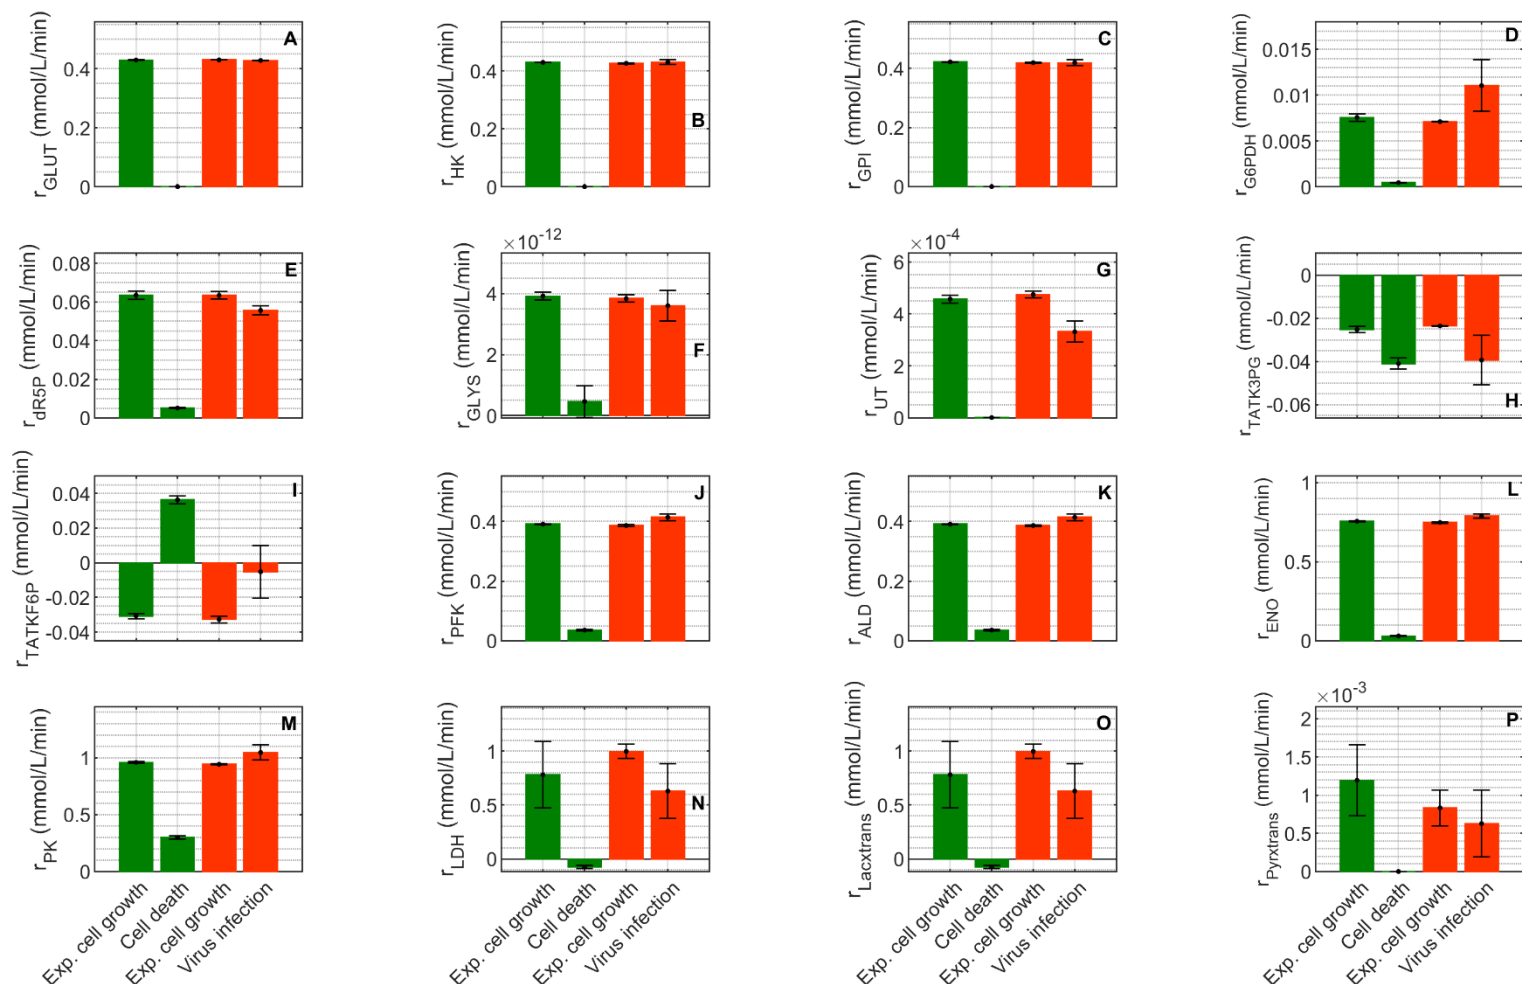 A
r_GLUT (mmol/L/min)
0.4
0.2
0
B
r_HK (mmol/L/min)
0.4
0.2
0
C
r_GPI (mmol/L/min)
0.4
0.2
0
D
r_G6PDH (mmol/L/min)
0.015
0.01
0.005
0
E
r_dR5P (mmol/L/min)
0.08
0.06
0.04
0.02
0
×10^-12
F
r_GLYS (mmol/L/min)
4
2
0
×10^-4
G
r_UT (mmol/L/min)
6
4
2
0
H
r_TATK3PG (mmol/L/min)
0
-0.02
-0.04
-0.06
I
r_TATKF6P (mmol/L/min)
0.04
0.02
0
-0.02
-0.04
J
r_PFK (mmol/L/min)
0.4
0.2
0
K
r_ALD (mmol/L/min)
0.4
0.2
0
L
r_ENO (mmol/L/min)
1
0.5
0
M
r_PK (mmol/L/min)
1
0.5
0
Exp. cell growth
Cell death
Exp. cell growth
Virus infection
N
r_LDH (mmol/L/min)
1
0.5
0
Exp. cell growth
Cell death
Exp. cell growth
Virus infection
O
r_Lacxtrans (mmol/L/min)
1
0.5
0
Exp. cell growth
Cell death
Exp. cell growth
Virus infection
×10^-3
P
r_Pyrxtrans (mmol/L/min)
2
1.5
1
0.5
0
Exp. cell growth
Cell death
Exp. cell growth
Virus infection